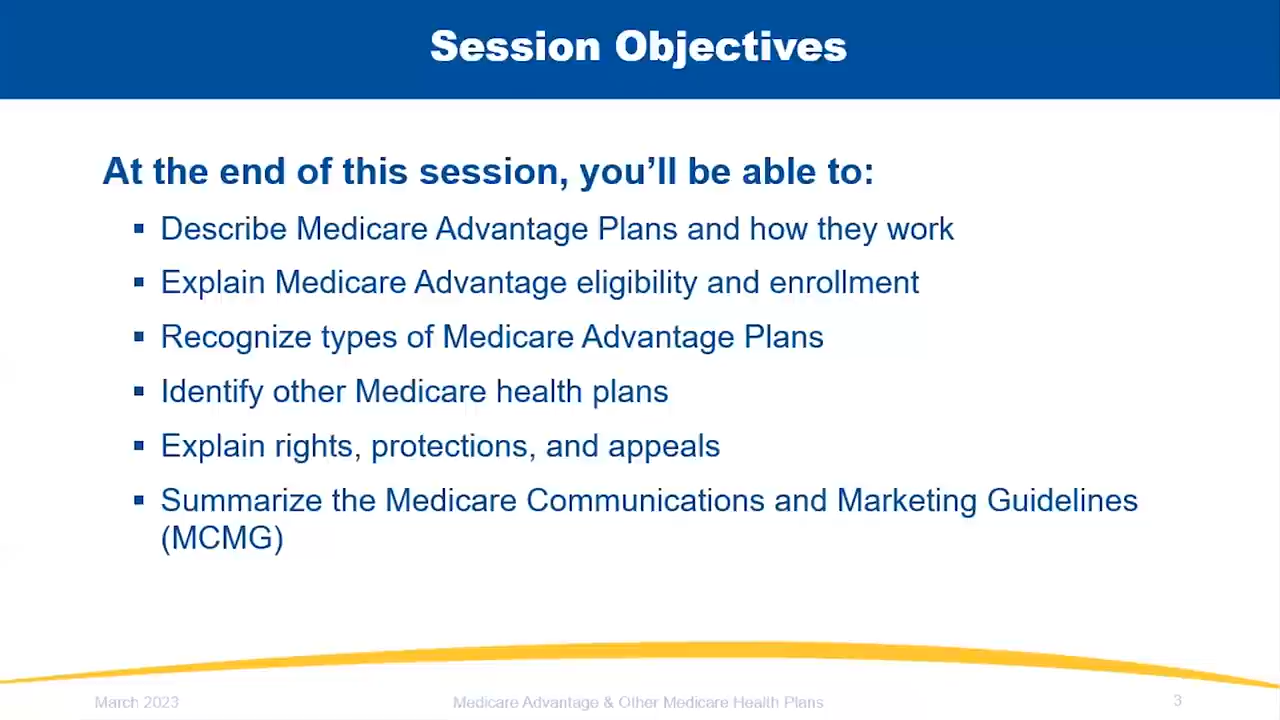 Session Objectives
At the end of this session, you’ll be able to:
▪ Describe Medicare Advantage Plans and how they work
▪ Explain Medicare Advantage eligibility and enrollment
▪ Recognize types of Medicare Advantage Plans
▪ Identify other Medicare health plans
▪ Explain rights, protections, and appeals
▪ Summarize the Medicare Communications and Marketing Guidelines
(MCMG)
March 2023
Medicare Advantage & Other Medicare Health Plans
3